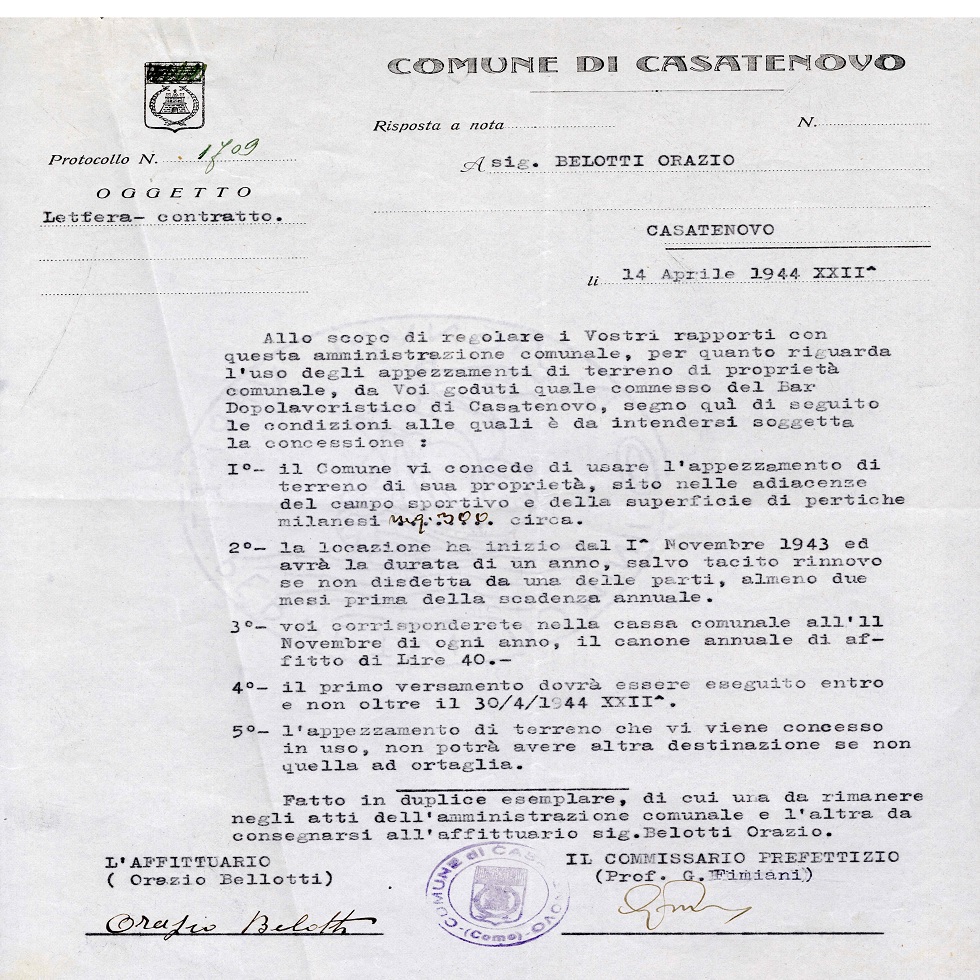 COMUNE DI CASATENOVO
Risposta a nota
N.
Protocollo N. 1709
A sig. BELOTTI ORAZIO
OGGETTO
Letfera- contratto.
CASATENOVO
li 14 Aprile 1944 XXII^
Allo scopo di regolare i Vostri rapporti con
questa amministrazione comunale, per quanto riguarda
l'uso degli appezzamenti di terreno di proprietà
comunale, da Voi goduti quale commesso del Bar
Dopolavoristico di Casatenovo, segno quì di seguito
le condizioni alle quali è da intendersi soggetta
la concessione :
I°- il Comune vi concede di usare l'appezzamento di
terreno di sua proprietà, sito nelle adiacenze
del campo sportivo e della superficie di pertiche
milanesi mq. 300. circa.
2°- la locazione ha inizio dal I^ Novembre 1943 ed
avrà la durata di un anno, salvo tacito rinnovo
se non disdetta da una delle parti, almeno due
mesi prima della scadenza annuale.
3°- voi corrisponderete nella cassa comunale all'11
Novembre di ogni anno, il canone annuale di af-
fitto di Lire 40.-
4°- il primo versamento dovrà essere eseguito entro
e non oltre il 30/4/1944 XXII^.
5°- l'appezzamento di terreno che vi viene concesso
in uso, non potrà avere altra destinazione se non
quella ad ortaglia.
Fatto in duplice esemplare, di cui una da rimanere
negli atti dell'amministrazione comunale e l'altra da
consegnarsi all'affittuario sig.Belotti Orazio.
L'AFFITTUARIO
( Orazio Bellotti)
IL COMMISSARIO PREFETTIZIO
(Prof. G. Fimiani)
COMUNE di CAS NOVO
-(Como)-
Orazio Belotti